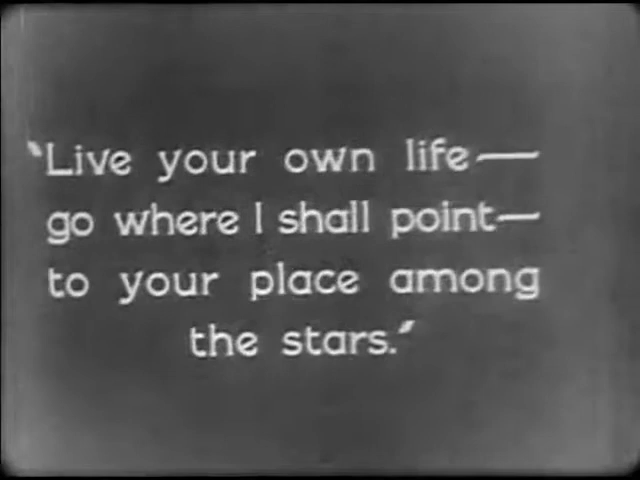 “Live your own life—
go where I shall point—
to your place among
the stars.”